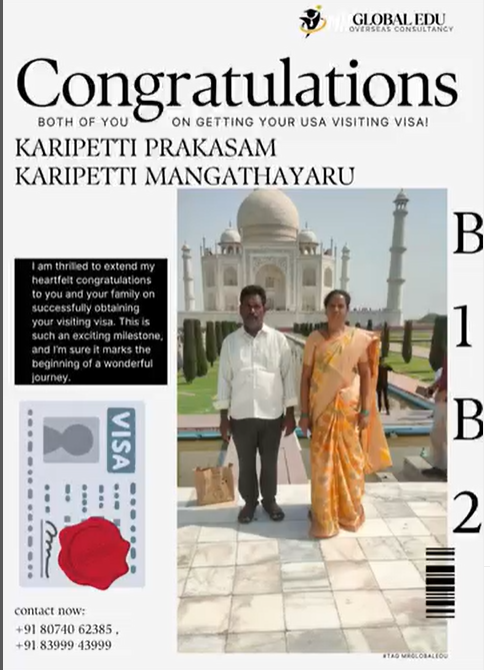 GLOBAL EDU
OVERSEAS CONSULTANCY
Congratulations
BOTH OF YOU ON GETTING YOUR USA VISITING VISA!
KARIPETTI PRAKASAM
KARIPETTI MANGATHAYARU
B
1
B
2
I am thrilled to extend my
heartfelt congratulations
to you and your family on
successfully obtaining
your visiting visa. This is
such an exciting milestone,
and I'm sure it marks the
beginning of a wonderful
journey.
VISA
contact now:
+91 80740 62385 ,
+91 83999 43999
#TAG MRGLOBALEDU